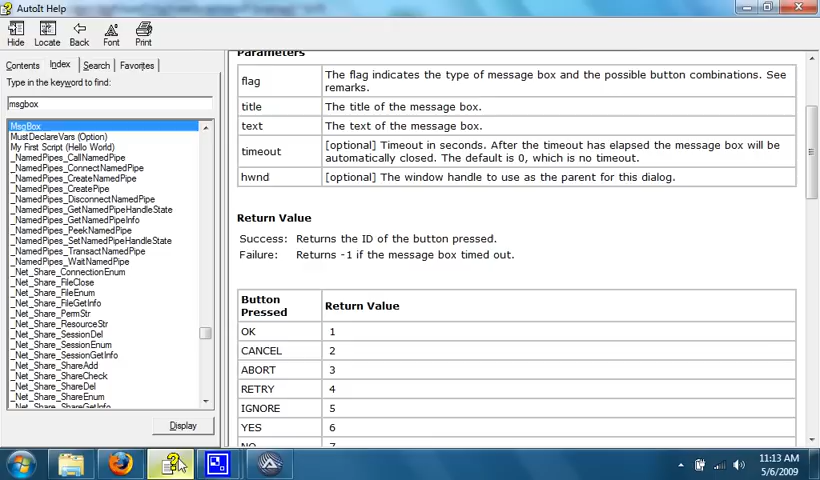 AutoIt Help
Hide
Locate
Back
Font
Print
Contents
Index
Search
Favorites
Type in the keyword to find:
msgbox
MsgBox
MustDeclareVars (Option)
My First Script (Hello World)
_NamedPipes_CallNamedPipe
_NamedPipes_ConnectNamedPipe
_NamedPipes_CreateNamedPipe
_NamedPipes_CreatePipe
_NamedPipes_DisconnectNamedPipe
_NamedPipes_GetNamedPipeHandleState
_NamedPipes_GetNamedPipeInfo
_NamedPipes_PeekNamedPipe
_NamedPipes_SetNamedPipeHandleState
_NamedPipes_TransactNamedPipe
_NamedPipes_WaitNamedPipe
_Net_Share_ConnectionEnum
_Net_Share_FileClose
_Net_Share_FileEnum
_Net_Share_FileGetInfo
_Net_Share_PermStr
_Net_Share_ResourceStr
_Net_Share_SessionDel
_Net_Share_SessionEnum
_Net_Share_SessionGetInfo
_Net_Share_ShareAdd
_Net_Share_ShareCheck
_Net_Share_ShareDel
_Net_Share_ShareEnum
_Net_Share_ShareGetInfo
Display
Parameters
flag
The flag indicates the type of message box and the possible button combinations. See
remarks.
title
The title of the message box.
text
The text of the message box.
timeout
[optional] Timeout in seconds. After the timeout has elapsed the message box will be
automatically closed. The default is 0, which is no timeout.
hwnd
[optional] The window handle to use as the parent for this dialog.
Return Value
Success: Returns the ID of the button pressed.
Failure: Returns -1 if the message box timed out.
Button
Pressed
Return Value
OK 1
CANCEL 2
ABORT 3
RETRY 4
IGNORE 5
YES 6
NO 7
11:13 AM
5/6/2009